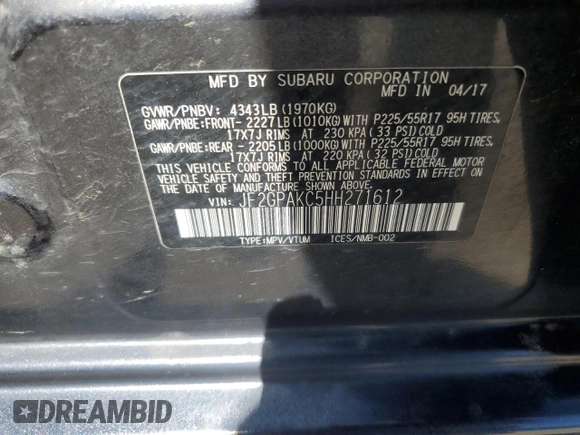 MFD BY SUBARU CORPORATION
MFD IN 04/17
GVWR/PNBV: 4343LB (1970KG)
GAWR/PNBE:FRONT- 2227LB (1010KG) WITH P225/55R17 95H TIRES,
17X7J RIMS AT 230 KPA ( 33 PSI) COLD
GAWR/PNBE:REAR - 2205LB (1000KG) WITH P225/55R17 95H TIRES,
17X7J RIMS AT 220 KPA ( 32 PSI) COLD
THIS VEHICLE CONFORMS TO ALL APPLICABLE FEDERAL MOTOR
VEHICLE SAFETY AND THEFT PREVENTION STANDARDS IN EFFECT
ON THE DATE OF MANUFACTURE SHOWN ABOVE.
VIN: JF2GPAKC5HH271612
TYPE:MPV/VTUM ICES/NMB-002
DREAMBID